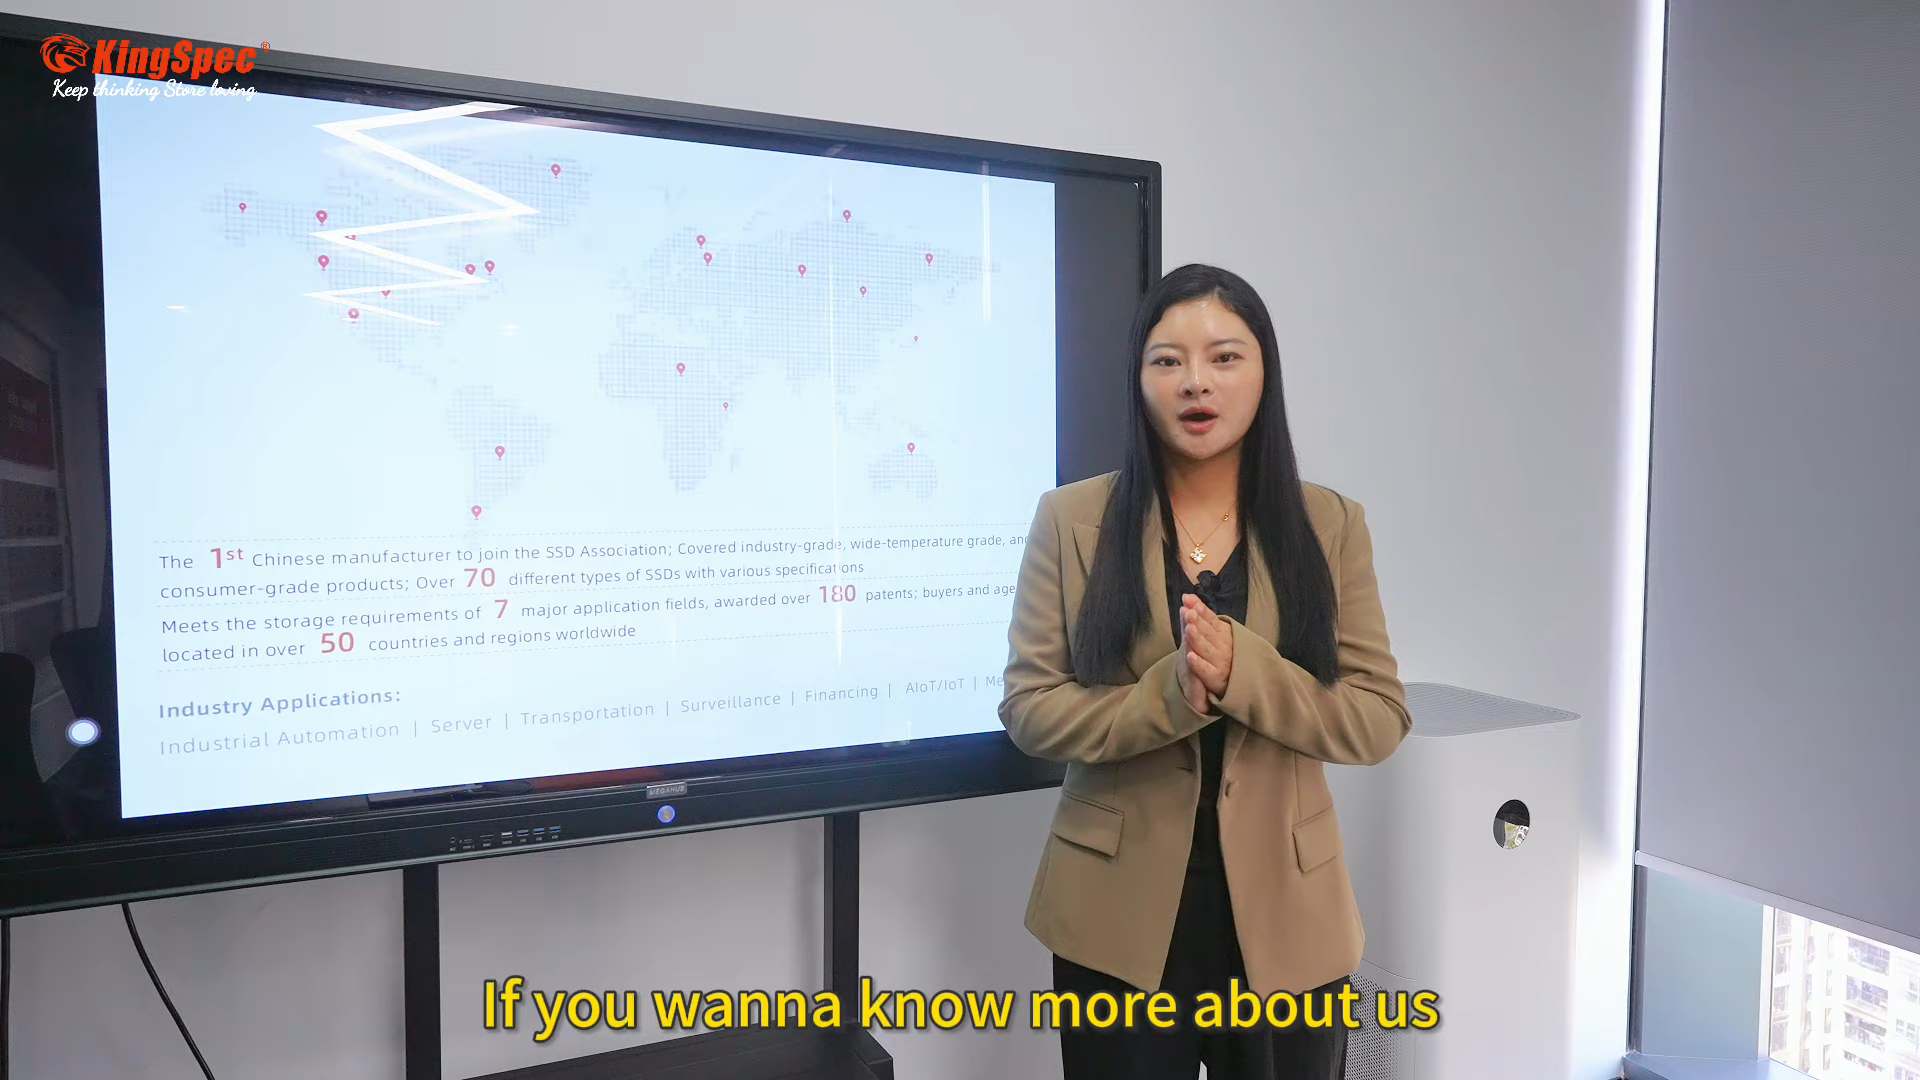 KingSpec®
Keep thinking Store loving
The 1st Chinese manufacturer to join the SSD Association; Covered industry-grade, wide-temperature grade, and
consumer-grade products; Over 70 different types of SSDs with various specifications
Meets the storage requirements of 7 major application fields, awarded over 180 patents; buyers and age
located in over 50 countries and regions worldwide
Industry Applications:
Industrial Automation | Server | Transportation | Surveillance | Financing | AIoT/IoT | Me
MEGAHUB
If you wanna know more about us